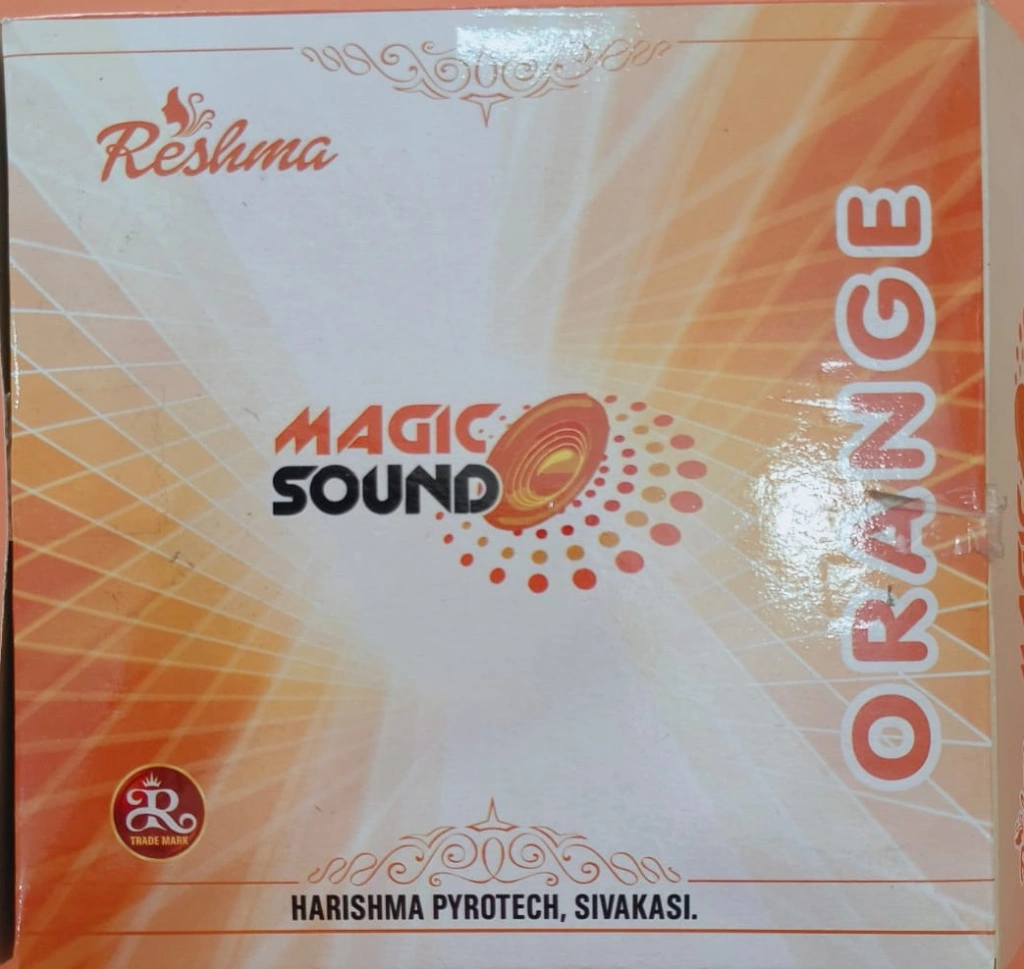 Reshma
MAGIC
SOUND
ORANGE
R
TRADE MARK
HARISHMA PYROTECH, SIVAKASI.